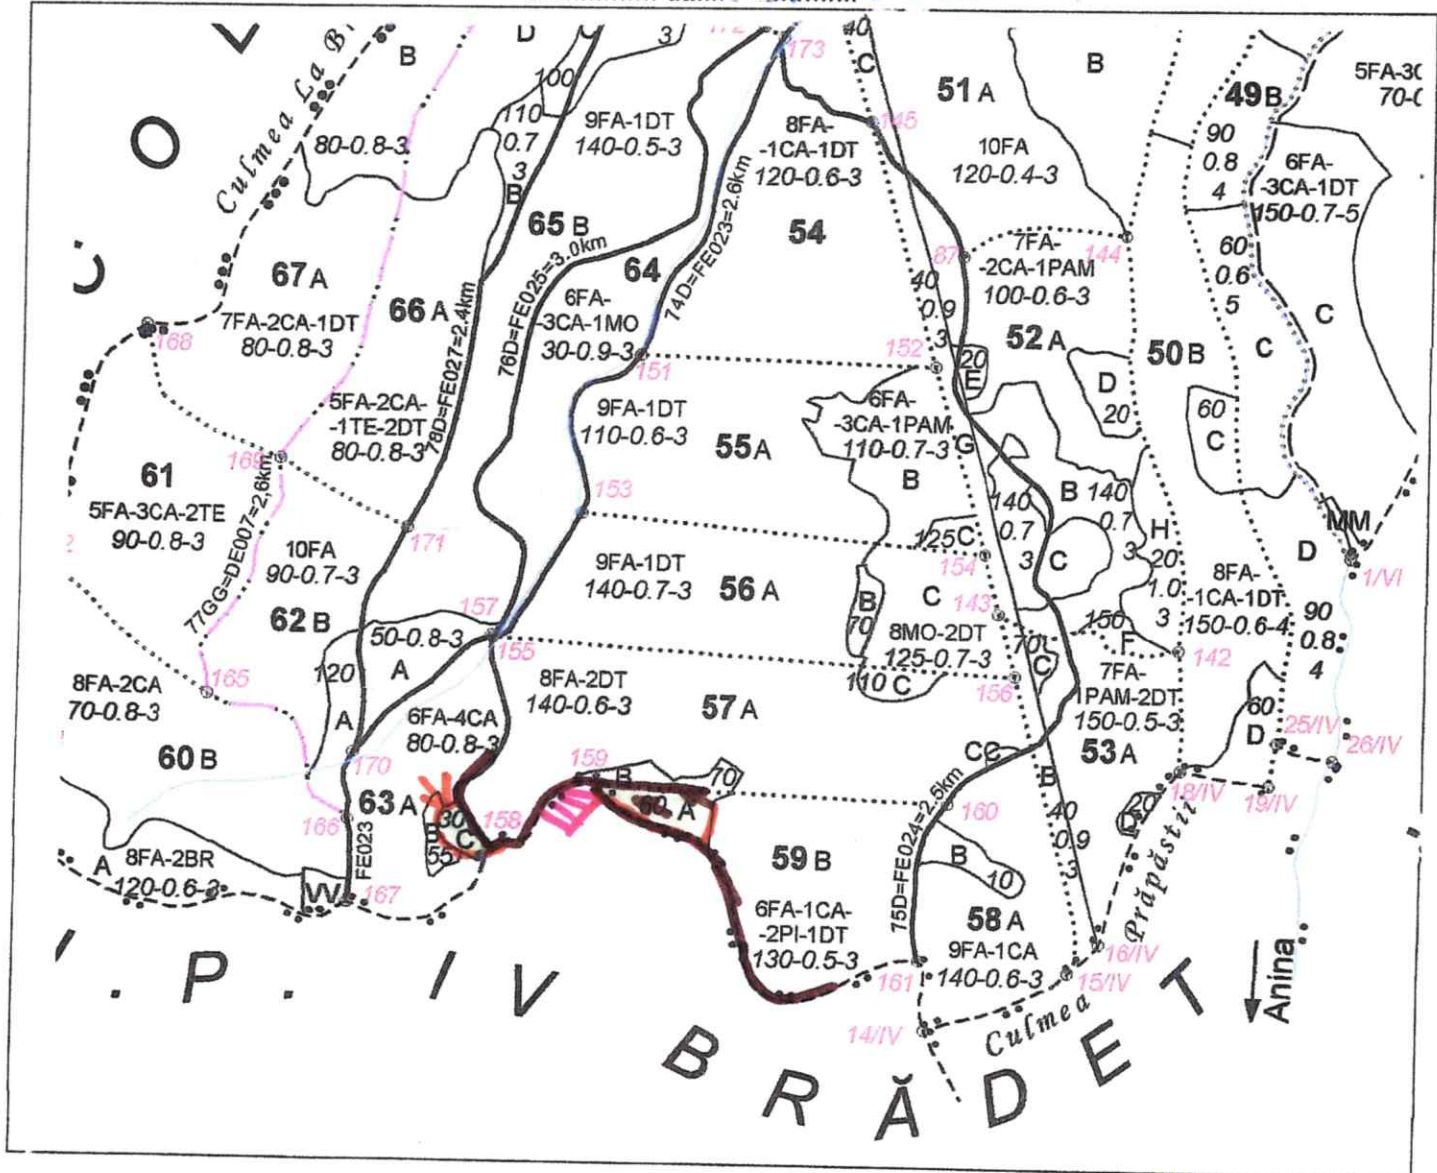 Culmea La B
B
80-0.8-3
67 A
7FA-2CA-1DT
80-0.8-3
168
61
5FA-3CA-2TE
90-0.8-3
169
77GG=DE007=2,6km
165
8FA-2CA
70-0.8-3
60 B
A
8FA-2BR
120-0.6-3
VV
167
166
170
FE023
D
C
3
100
110
0.7
3
B
9FA-1DT
140-0.5-3
65 B
66 A
5FA-2CA-
-1TE-2DT
80-0.8-3
78D=FE027=2.4km
171
10FA
90-0.7-3
62 B
120
A
50-0.8-3
A
157
155
6FA-4CA
80-0.8-3
63 A
30
B
55
C
158
76D=FE025=3.0km
64
6FA-
-3CA-1MO
30-0.9-3
74D=FE023=2.6km
172
173
8FA-
-1CA-1DT
120-0.6-3
54
151
9FA-1DT
110-0.6-3
55 A
153
9FA-1DT
140-0.7-3
56 A
8FA-2DT
140-0.6-3
57 A
159
B
70
60
A
59 B
6FA-1CA-
-2PI-1DT
130-0.5-3
40
C
145
51 A
10FA
120-0.4-3
B
87
7FA-
-2CA-1PAM
100-0.6-3
144
40
0.9
3
152
20
E
52 A
D
20
6FA-
-3CA-1PAM
110-0.7-3
B
G
125
C
154
B
70
C
143
8MO-2DT
125-0.7-3
110
C
156
140
0.7
3
C
B
140
0.7
3
H
20
1.0
3
150
F
70
C
142
7FA-
1PAM-2DT
150-0.5-3
53 A
CC
75D=FE024=2.5km
160
B
40
0.9
3
B
10
58 A
9FA-1CA
140-0.6-3
161
14/IV
15/IV
16/IV
Culmea
Prăpăstii
20
D
18/IV
19/IV
49 B
90
0.8
4
60
0.6
5
50 B
C
60
C
8FA-
-1CA-1DT
150-0.6-4
60
D
25/IV
26/IV
5FA-3C
70-0
6FA-
-3CA-1DT
150-0.7-5
C
MM
D
1/VI
90
0.8
4
Anina
. P . IV BRĂDET